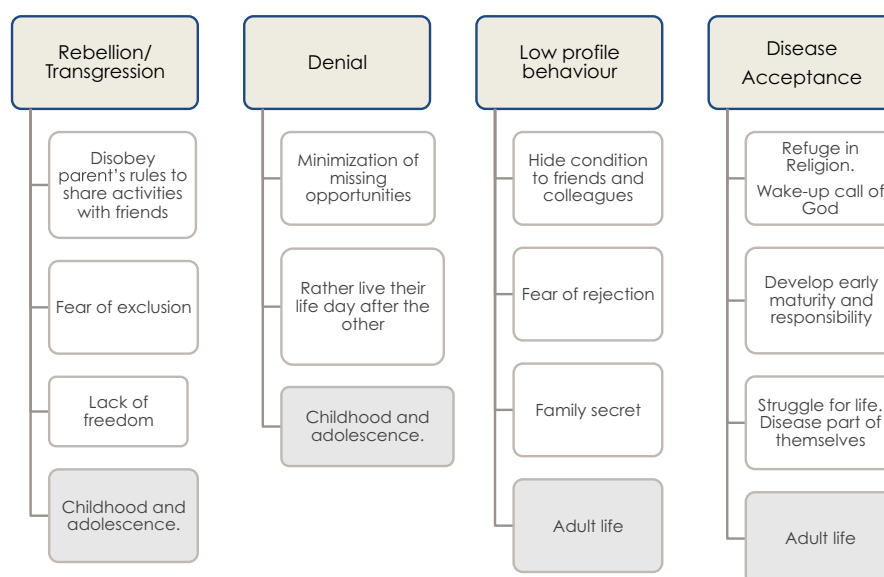 Rebellion/
Transgression
Disobey
parent's rules to
share activities
with friends
Fear of exclusion
Lack of
freedom
Childhood and
adolescence.
Denial
Minimization of
missing
opportunities
Rather live their
life day after the
other
Childhood and
adolescence.
Low profile
behaviour
Hide condition
to friends and
colleagues
Fear of rejection
Family secret
Adult life
Disease
Acceptance
Refuge in
Religion.
Wake-up call of
God
Develop early
maturity and
responsibility
Struggle for life.
Disease part of
themselves
Adult life